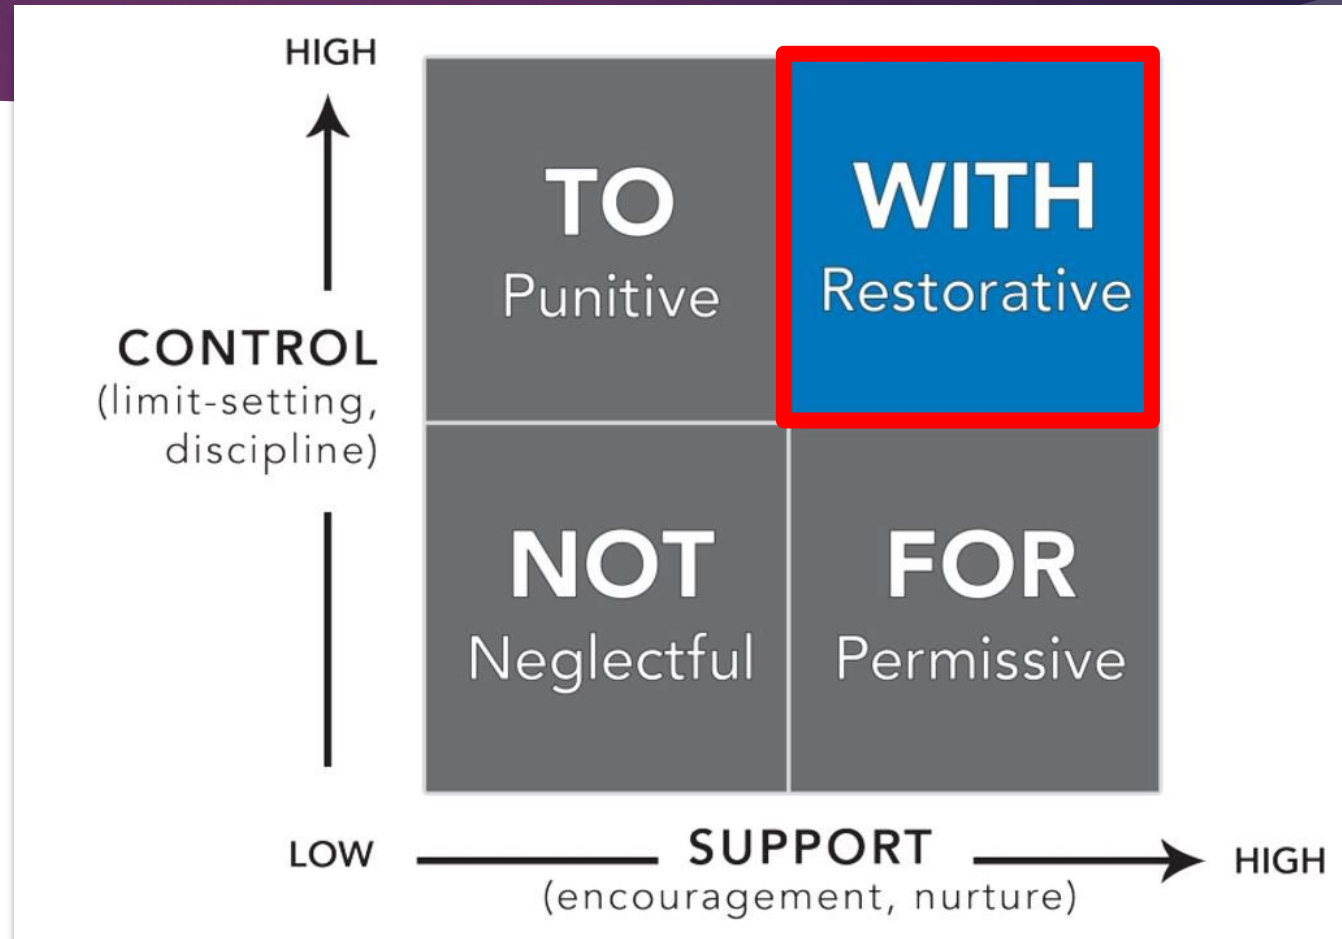 HIGH
TO
Punitive
WITH
Restorative
CONTROL
(limit-setting,
discipline)
NOT
Neglectful
FOR
Permissive
LOW
SUPPORT
(encouragement, nurture)
HIGH